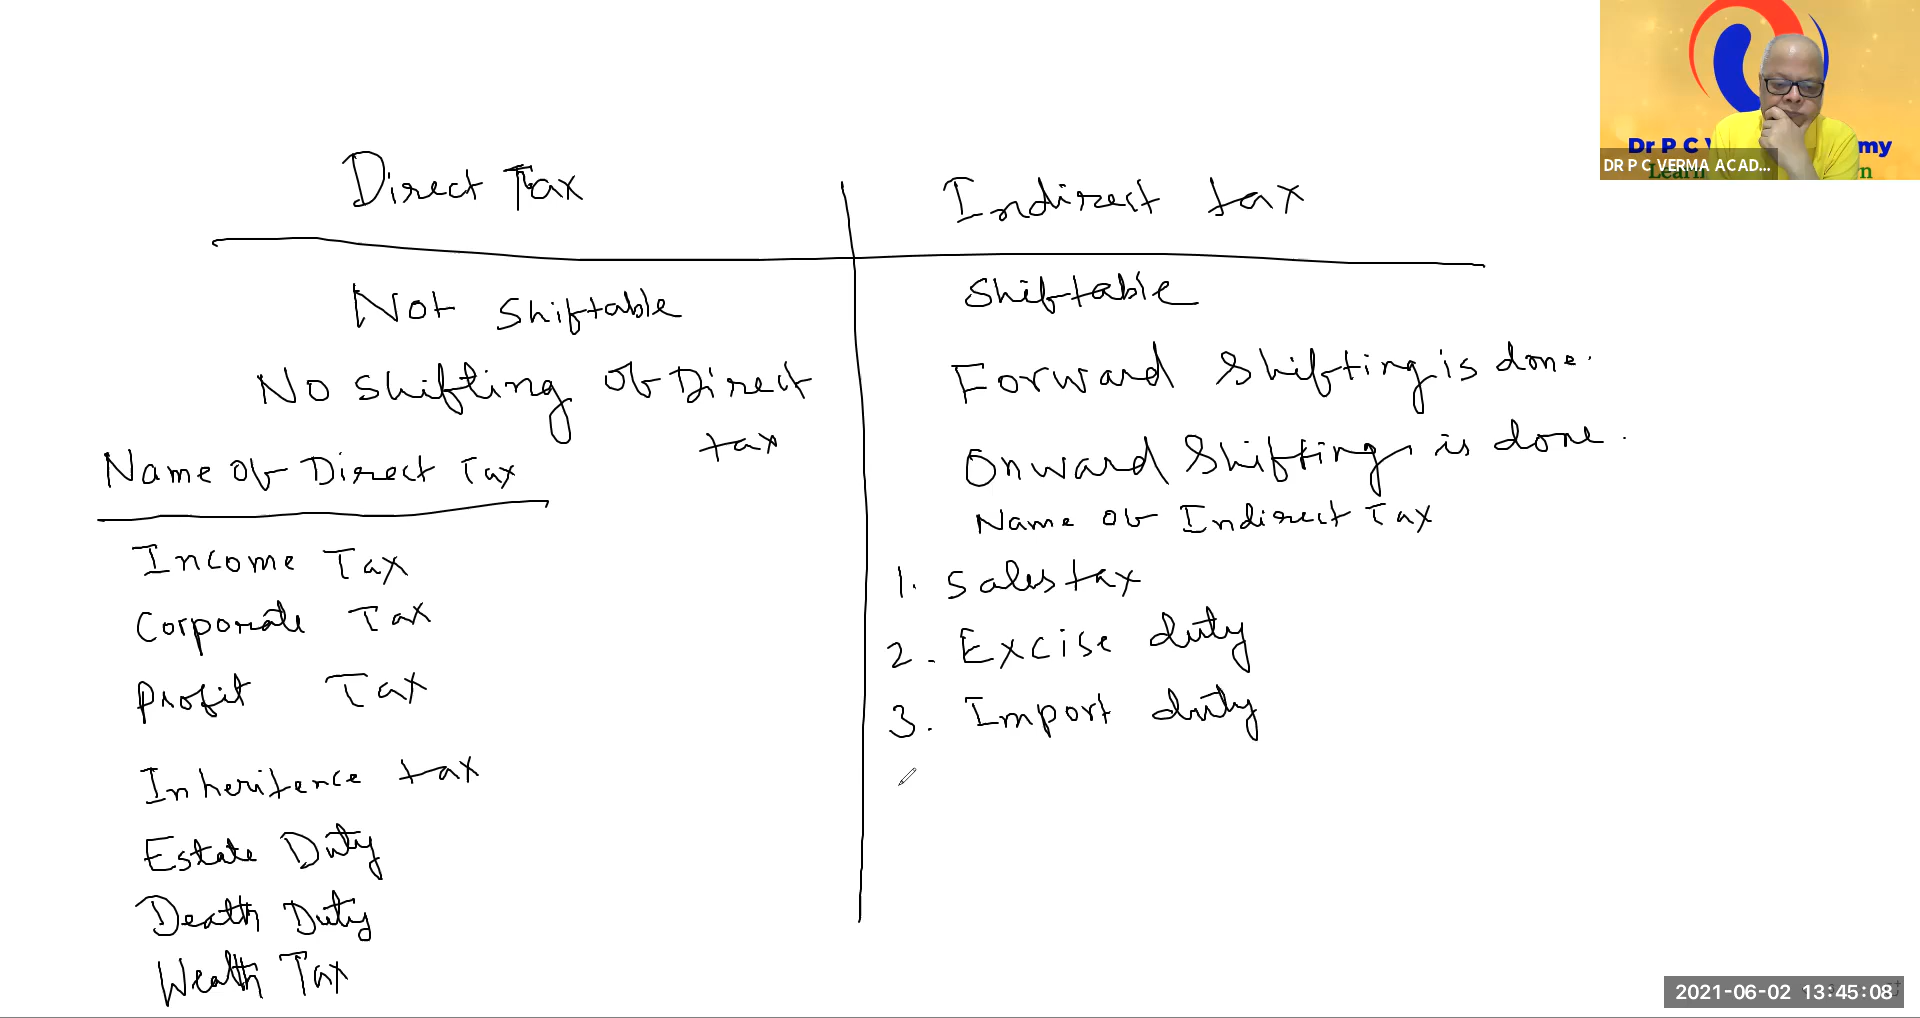 Direct Tax
Indirect tax
Not Shiftable
No Shifting of Direct
tax
Name Of Direct Tax
Income Tax
Corporate Tax
Profit Tax
Inheritence tax
Estate Duty
Death Duty
Wealth Tax
Shiftable
Forward Shifting is done.
Onward Shifting is done.
Name of Indirect Tax
1. Sales tax
2. Excise duty
3. Import duty
Dr P C
my
DR P C VERMA ACAD...
Learn
n
2021-06-02 13:45:08